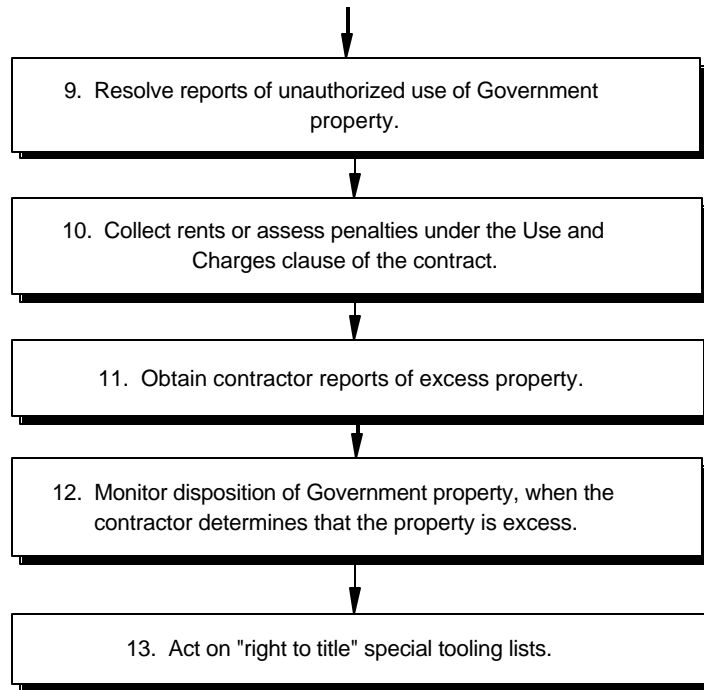 9. Resolve reports of unauthorized use of Government
property.
10. Collect rents or assess penalties under the Use and
Charges clause of the contract.
11. Obtain contractor reports of excess property.
12. Monitor disposition of Government property, when the
contractor determines that the property is excess.
13. Act on "right to title" special tooling lists.